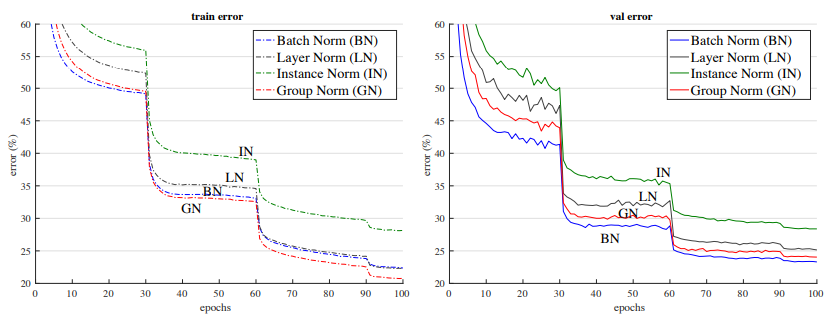 train error
60
55
50
45
40
35
30
25
20
error (%)
0 10 20 30 40 50 60 70 80 90 100
epochs
Batch Norm (BN)
Layer Norm (LN)
Instance Norm (IN)
Group Norm (GN)
IN
LN
BN
GN
val error
60
55
50
45
40
35
30
25
20
error (%)
0 10 20 30 40 50 60 70 80 90 100
epochs
Batch Norm (BN)
Layer Norm (LN)
Instance Norm (IN)
Group Norm (GN)
IN
LN
GN
BN